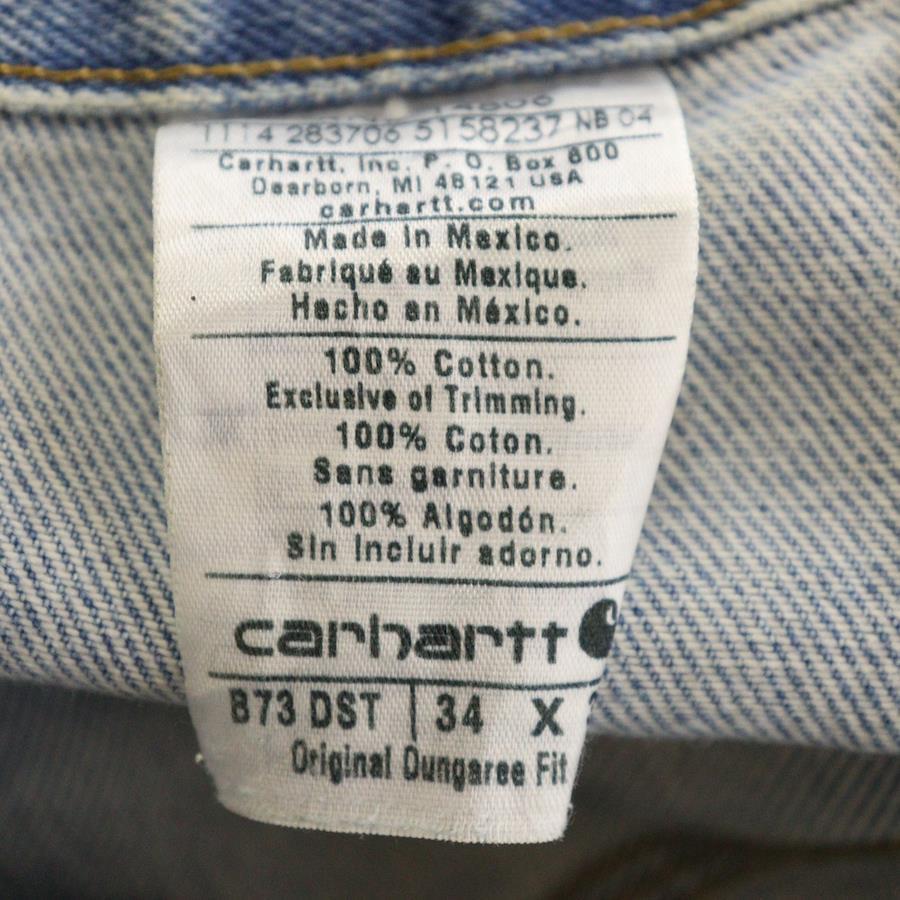 1114 283706 5158237 NB 04
Carhartt, Inc. P. O. Box 600
Dearborn, MI 48121 USA
carhartt.com
Made in Mexico.
Fabriqué au Mexique.
Hecho en México.
100% Cotton.
Exclusive of Trimming.
100% Coton.
Sans garniture.
100% Algodón.
Sin Incluir adorno.
carhartt
B73 DST | 34 X
Original Dungaree Fit